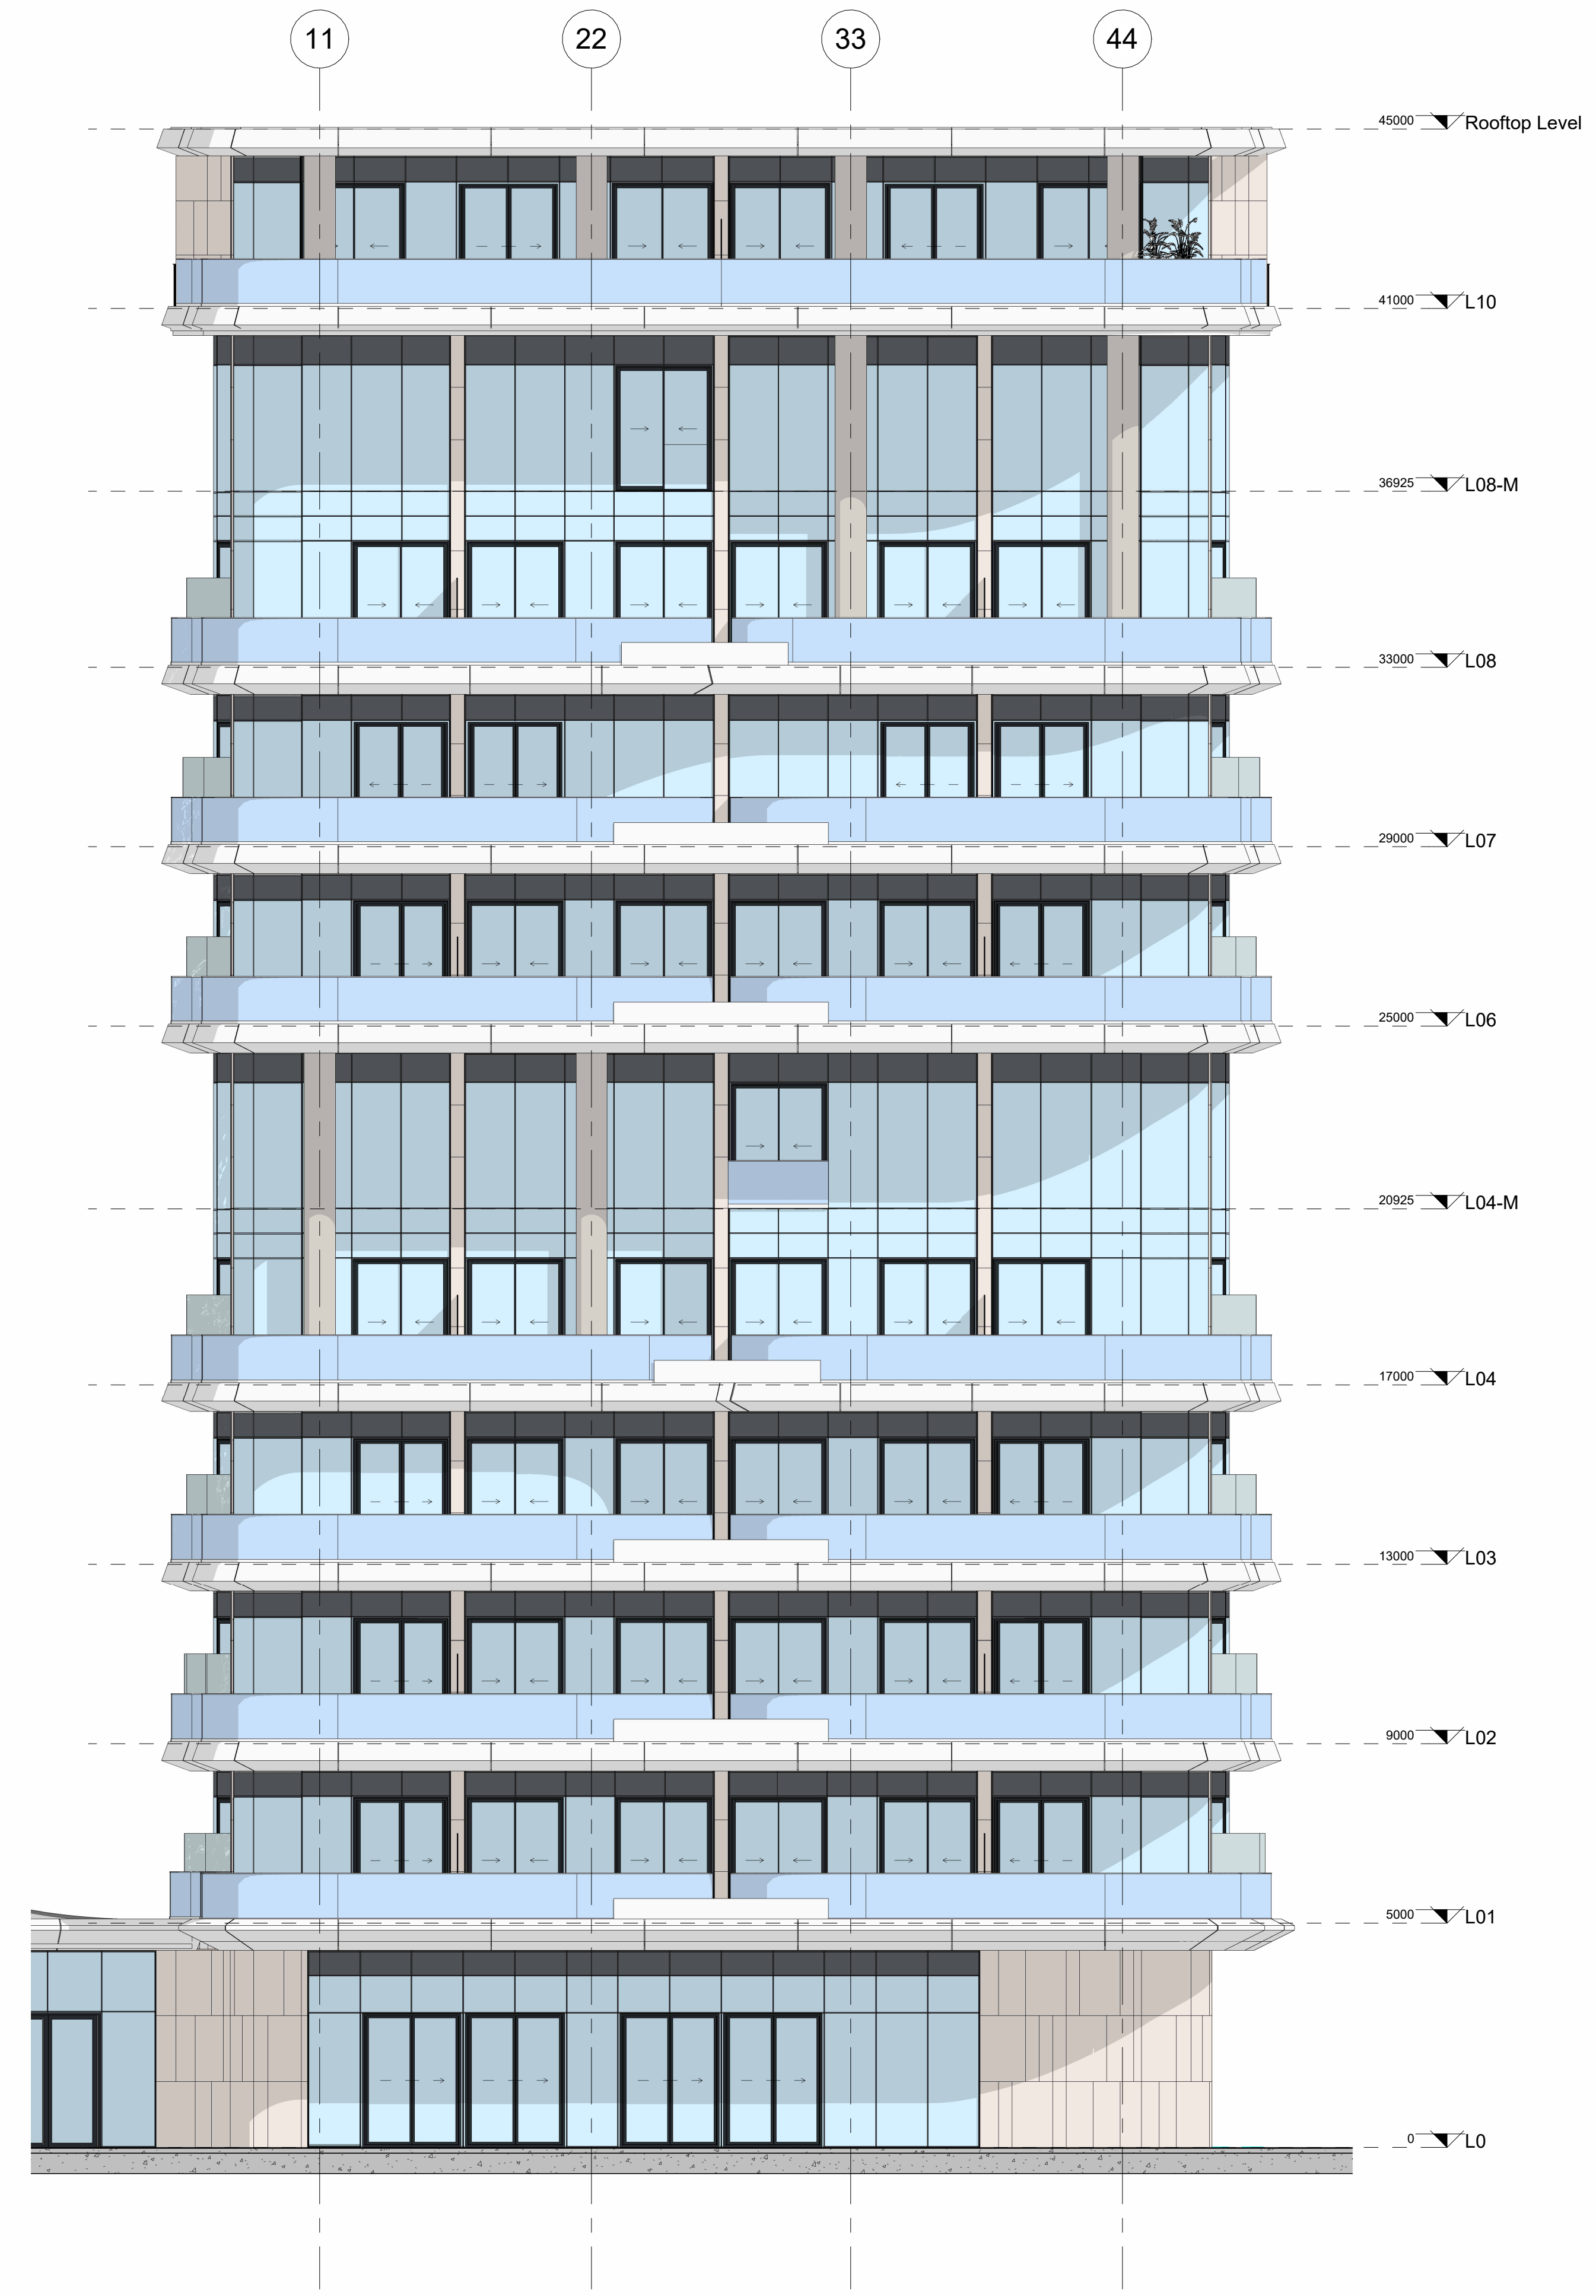 11 22 33 44
45000 Rooftop Level
41000 L10
36925 L08-M
33000 L08
29000 L07
25000 L06
20925 L04-M
17000 L04
13000 L03
9000 L02
5000 L01
0 L0